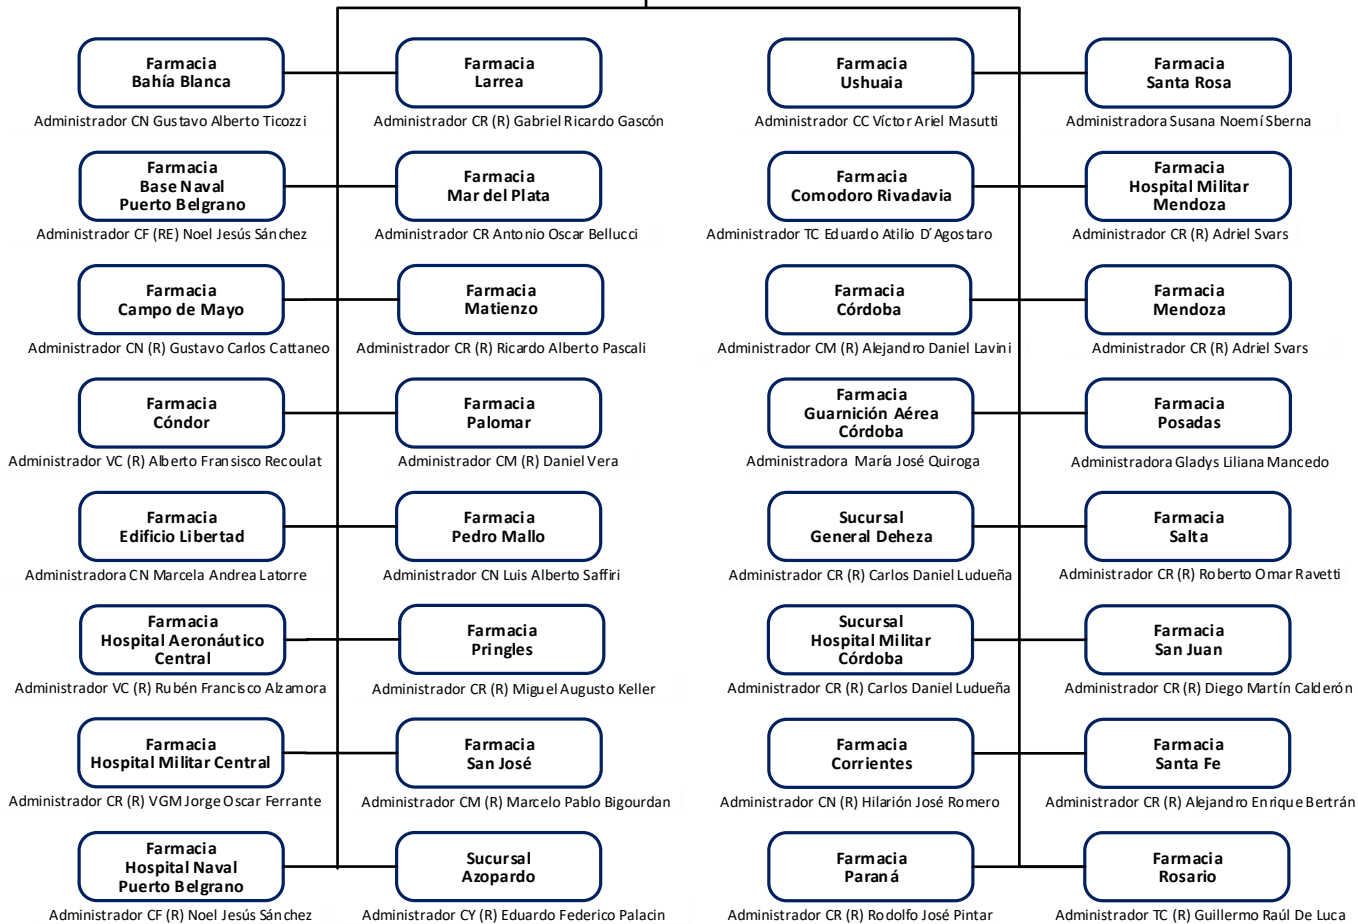 Farmacia
Bahía Blanca
Administrador CN Gustavo Alberto Ticozzi
Farmacia
Larrea
Administrador CR (R) Gabriel Ricardo Gascón
Farmacia
Ushuaia
Administrador CC Víctor Ariel Masutti
Farmacia
Santa Rosa
Administradora Susana Noemí Sberna
Farmacia
Base Naval
Puerto Belgrano
Administrador CF (RE) Noel Jesús Sánchez
Farmacia
Mar del Plata
Administrador CR Antonio Oscar Bellucci
Farmacia
Comodoro Rivadavia
Administrador TC Eduardo Atilio D´Agostaro
Farmacia
Hospital Militar
Mendoza
Administrador CR (R) Adriel Svars
Farmacia
Campo de Mayo
Administrador CN (R) Gustavo Carlos Cattaneo
Farmacia
Matienzo
Administrador CR (R) Ricardo Alberto Pascali
Farmacia
Córdoba
Administrador CM (R) Alejandro Daniel Lavini
Farmacia
Mendoza
Administrador CR (R) Adriel Svars
Farmacia
Cóndor
Administrador VC (R) Alberto Fransisco Recoulat
Farmacia
Palomar
Administrador CM (R) Daniel Vera
Farmacia
Guarnición Aérea
Córdoba
Administradora María José Quiroga
Farmacia
Posadas
Administradora Gladys Liliana Mancedo
Farmacia
Edificio Libertad
Administradora CN Marcela Andrea Latorre
Farmacia
Pedro Mallo
Administrador CN Luis Alberto Saffiri
Sucursal
General Deheza
Administrador CR (R) Carlos Daniel Ludueña
Farmacia
Salta
Administrador CR (R) Roberto Omar Ravetti
Farmacia
Hospital Aeronáutico
Central
Administrador VC (R) Rubén Francisco Alzamora
Farmacia
Pringles
Administrador CR (R) Miguel Augusto Keller
Sucursal
Hospital Militar
Córdoba
Administrador CR (R) Carlos Daniel Ludueña
Farmacia
San Juan
Administrador CR (R) Diego Martín Calderón
Farmacia
Hospital Militar Central
Administrador CR (R) VGM Jorge Oscar Ferrante
Farmacia
San José
Administrador CM (R) Marcelo Pablo Bigourdan
Farmacia
Corrientes
Administrador CN (R) Hilarión José Romero
Farmacia
Santa Fe
Administrador CR (R) Alejandro Enrique Bertrán
Farmacia
Hospital Naval
Puerto Belgrano
Administrador CF (R) Noel Jesús Sánchez
Sucursal
Azopardo
Administrador CY (R) Eduardo Federico Palacin
Farmacia
Paraná
Administrador CR (R) Rodolfo José Pintar
Farmacia
Rosario
Administrador TC (R) Guillermo Raúl De Luca